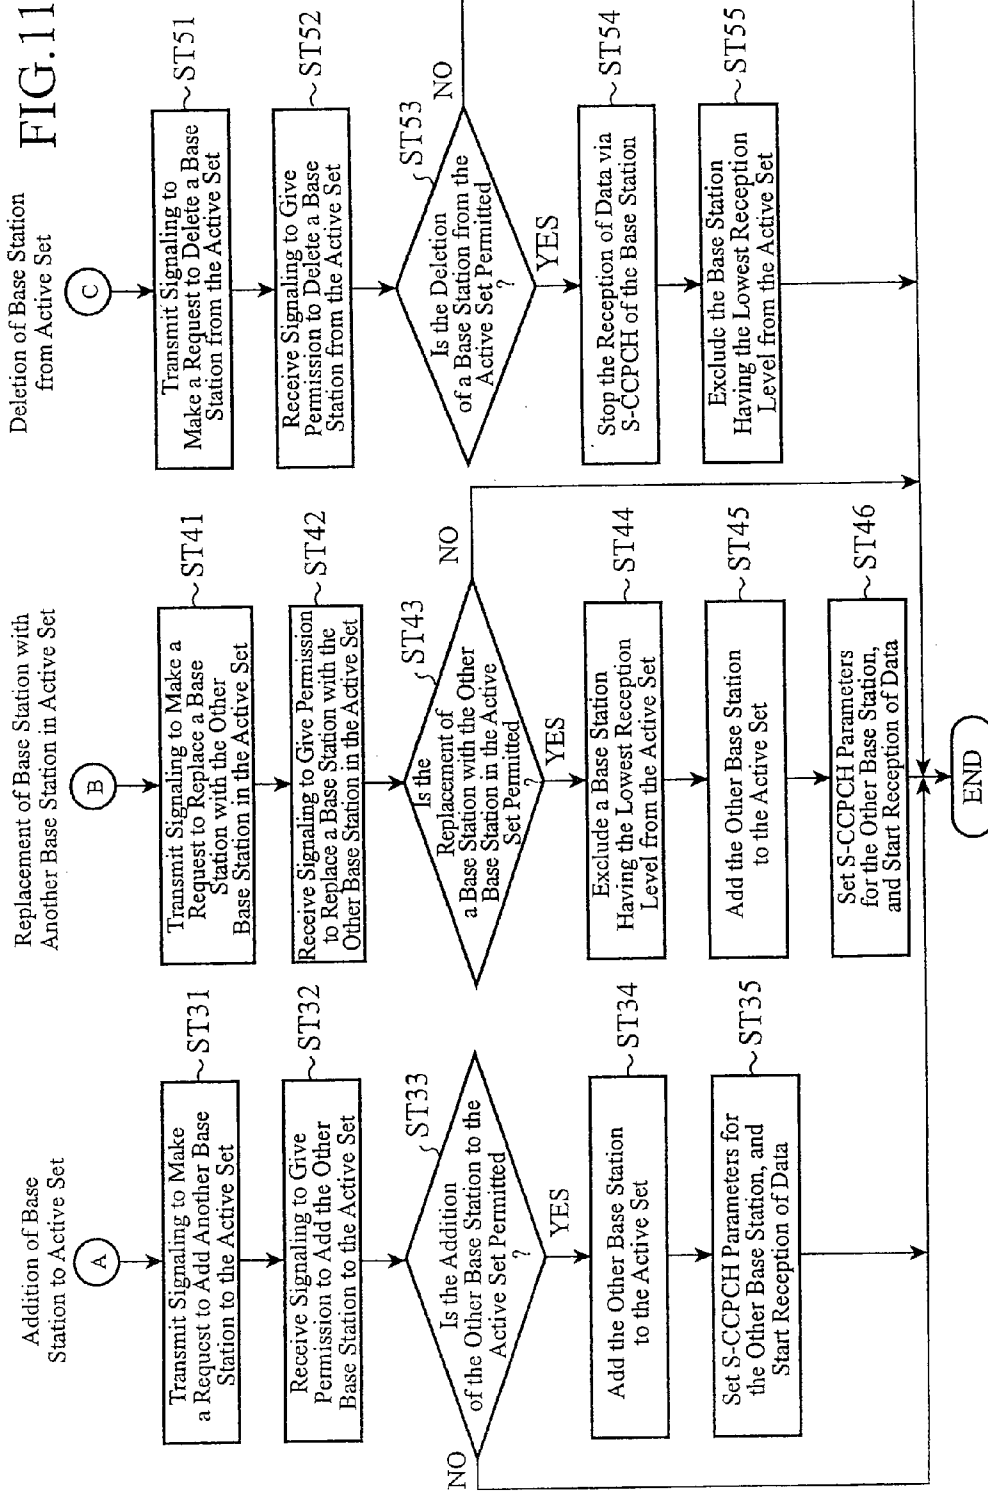 FIG.11
Addition of Base
Station to Active Set
A
Transmit Signaling to Make
a Request to Add Another Base
Station to the Active Set
ST31
Receive Signaling to Give
Permission to Add the Other
Base Station to the Active Set
ST32
Is the Addition
of the Other Base Station to the
Active Set Permitted
?
ST33
NO
YES
Add the Other Base Station
to the Active Set
ST34
Set S-CCPCH Parameters for
the Other Base Station, and
Start Reception of Data
ST35
Replacement of Base Station with
Another Base Station in Active Set
B
Transmit Signaling to Make a
Request to Replace a Base
Station with the Other
Base Station in the Active Set
ST41
Receive Signaling to Give Permission
to Replace a Base Station with the
Other Base Station in the Active Set
ST42
Is the
Replacement of
a Base Station with the Other
Base Station in the Active
Set Permitted
?
ST43
NO
YES
Exclude a Base Station
Having the Lowest Reception
Level from the Active Set
ST44
Add the Other Base Station
to the Active Set
ST45
Set S-CCPCH Parameters
for the Other Base Station,
and Start Reception of Data
ST46
END
Deletion of Base Station
from Active Set
C
Transmit Signaling to
Make a Request to Delete a Base
Station from the Active Set
ST51
Receive Signaling to Give
Permission to Delete a Base
Station from the Active Set
ST52
Is the Deletion
of a Base Station from the
Active Set Permitted
?
ST53
NO
YES
Stop the Reception of Data via
S-CCPCH of the Base Station
ST54
Exclude the Base Station
Having the Lowest Reception
Level from the Active Set
ST55